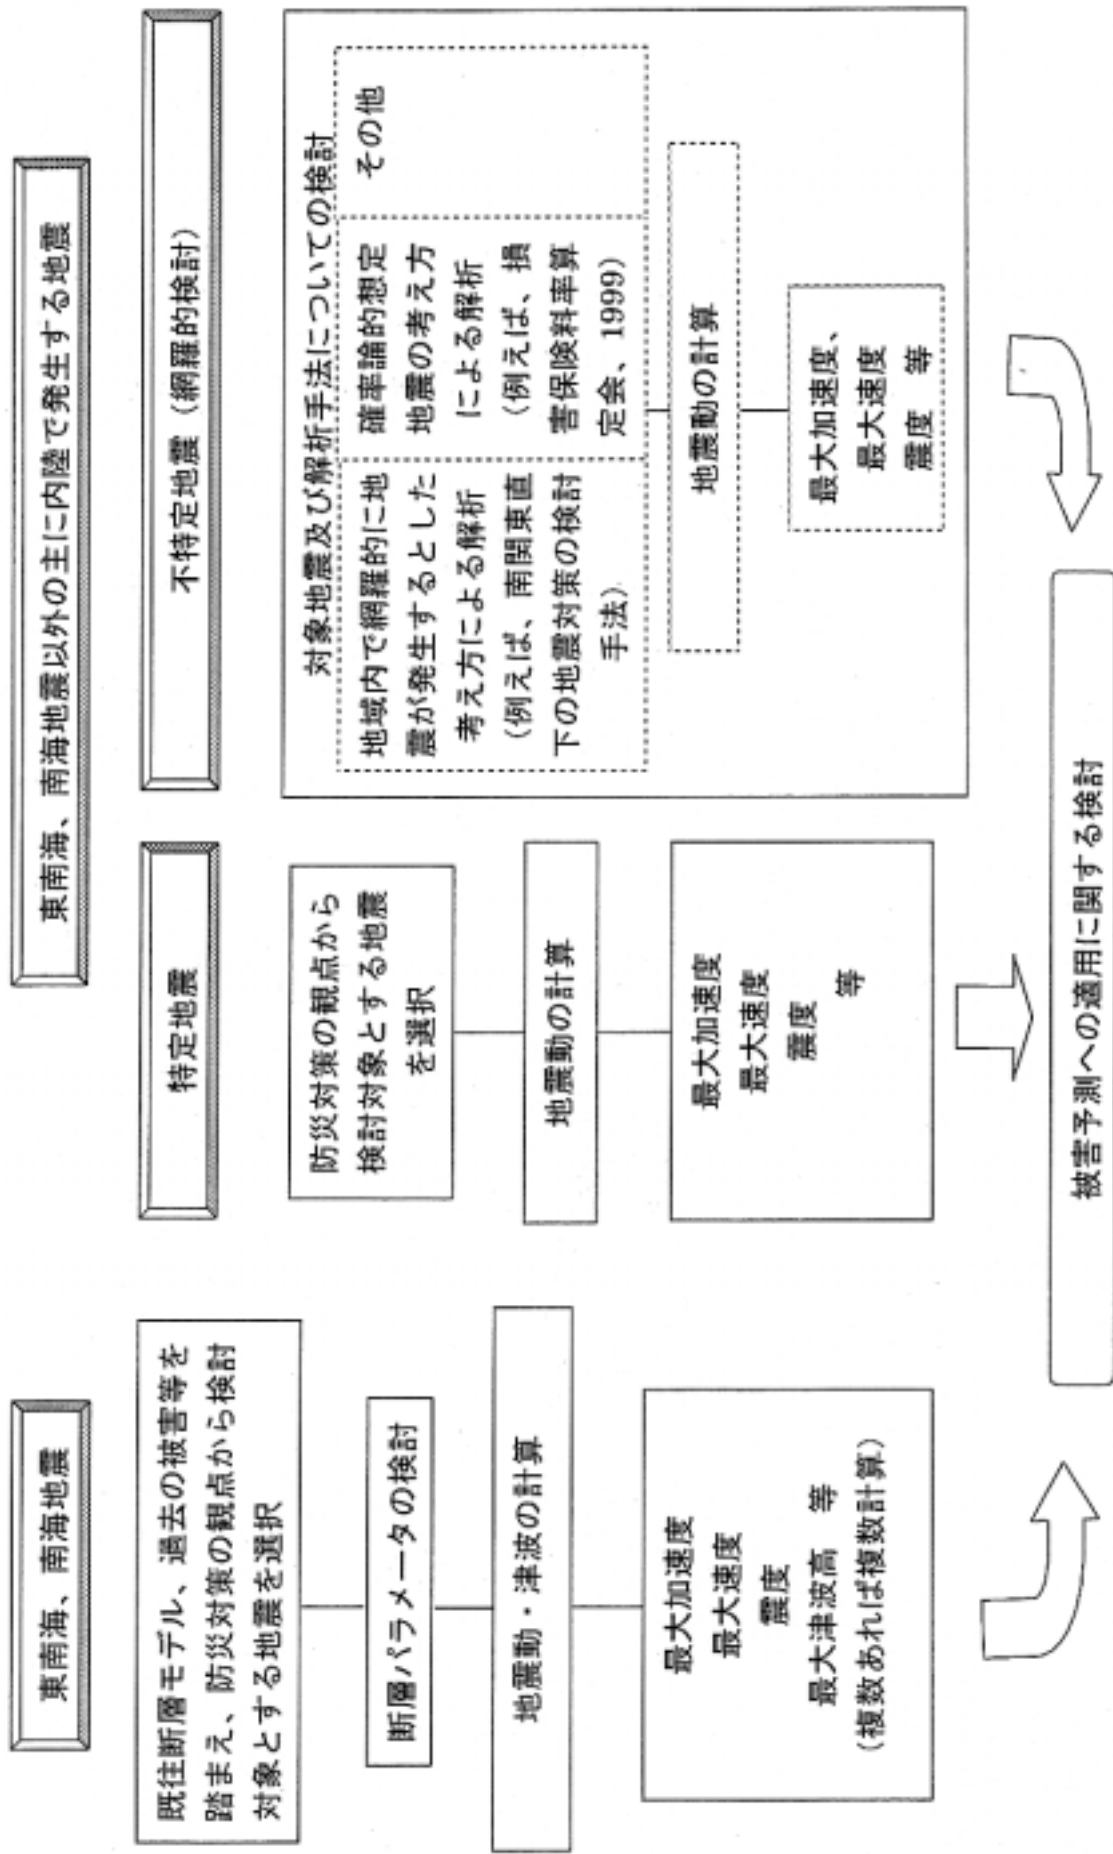 東南海、南海地震
既往断層モデル、過去の被害等を
踏まえ、防災対策の観点から検討
対象とする地震を選択
断層パラメータの検討
地震動・津波の計算
最大加速度
最大速度
震度
最大津波高　等
（複数あれば複数計算）
東南海、南海地震以外の主に内陸で発生する地震
特定地震
防災対策の観点から
検討対象とする地震
を選択
地震動の計算
最大加速度
最大速度
震度
等
不特定地震（網羅的検討）
対象地震及び解析手法についての検討
地域内で網羅的に地
震が発生するとした
考え方による解析
（例えば、南関東直
下の地震対策の検討
手法）
確率論的想定
地震の考え方
による解析
（例えば、損
害保険料率算
定会、1999）
その他
地震動の計算
最大加速度、
最大速度
震度　等
被害予測への適用に関する検討